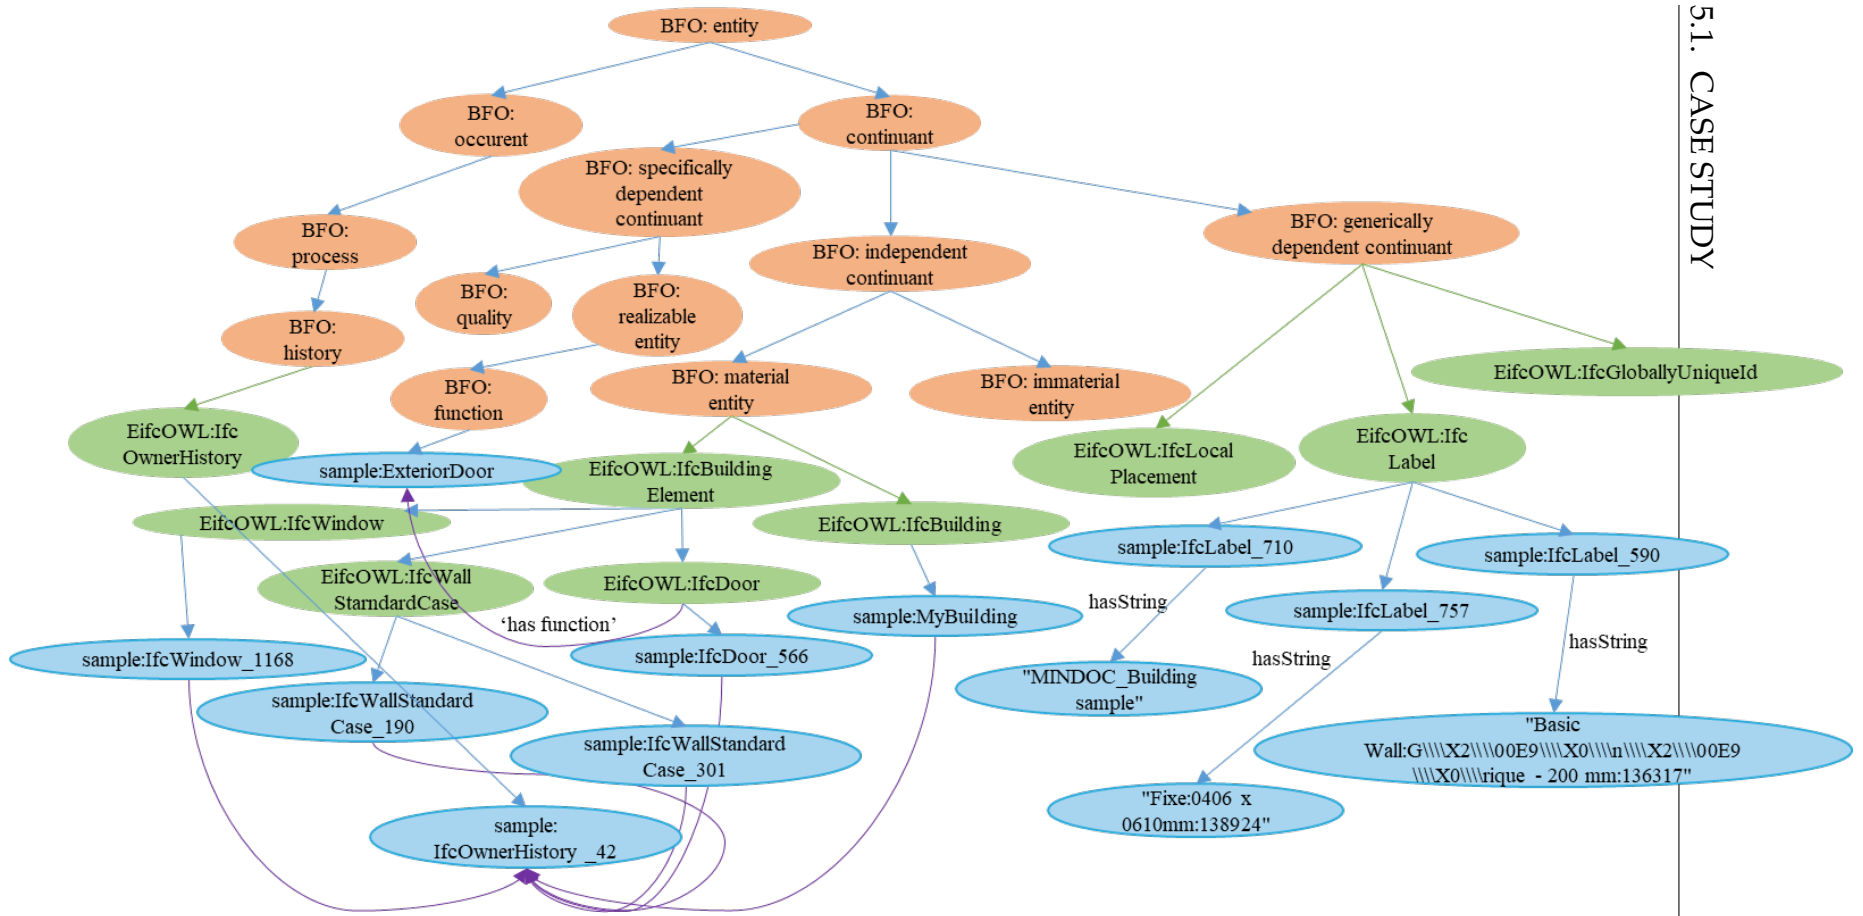 BFO: entity
BFO:
occurent
BFO:
continuant
BFO: specifically
dependent
continuant
BFO:
process
BFO: independent
continuant
BFO: generically
dependent continuant
BFO:
quality
BFO:
realizable
entity
BFO:
history
BFO:
function
BFO: material
entity
BFO: immaterial
entity
EifcOWL:IfcGloballyUniqueId
EifcOWL:Ifc
OwnerHistory
sample:ExteriorDoor
EifcOWL:IfcBuilding
Element
EifcOWL:IfcLocal
Placement
EifcOWL:Ifc
Label
EifcOWL:IfcWindow
EifcOWL:IfcBuilding
sample:IfcLabel_710
sample:IfcLabel_590
EifcOWL:IfcWall
StarndardCase
EifcOWL:IfcDoor
sample:MyBuilding
hasString
sample:IfcLabel_757
‘has function’
hasString
hasString
sample:IfcWindow_1168
sample:IfcDoor_566
"MINDOC_Building
sample"
sample:IfcWallStandard
Case_190
sample:IfcWallStandard
Case_301
"Basic
Wall:G\\\\X2\\\\00E9\\\\X0\\\\n\\\\X2\\\\00E9
\\\\X0\\\\rique - 200 mm:136317"
"Fixe:0406 x
0610mm:138924"
sample:
IfcOwnerHistory _42
5.1. CASE STUDY